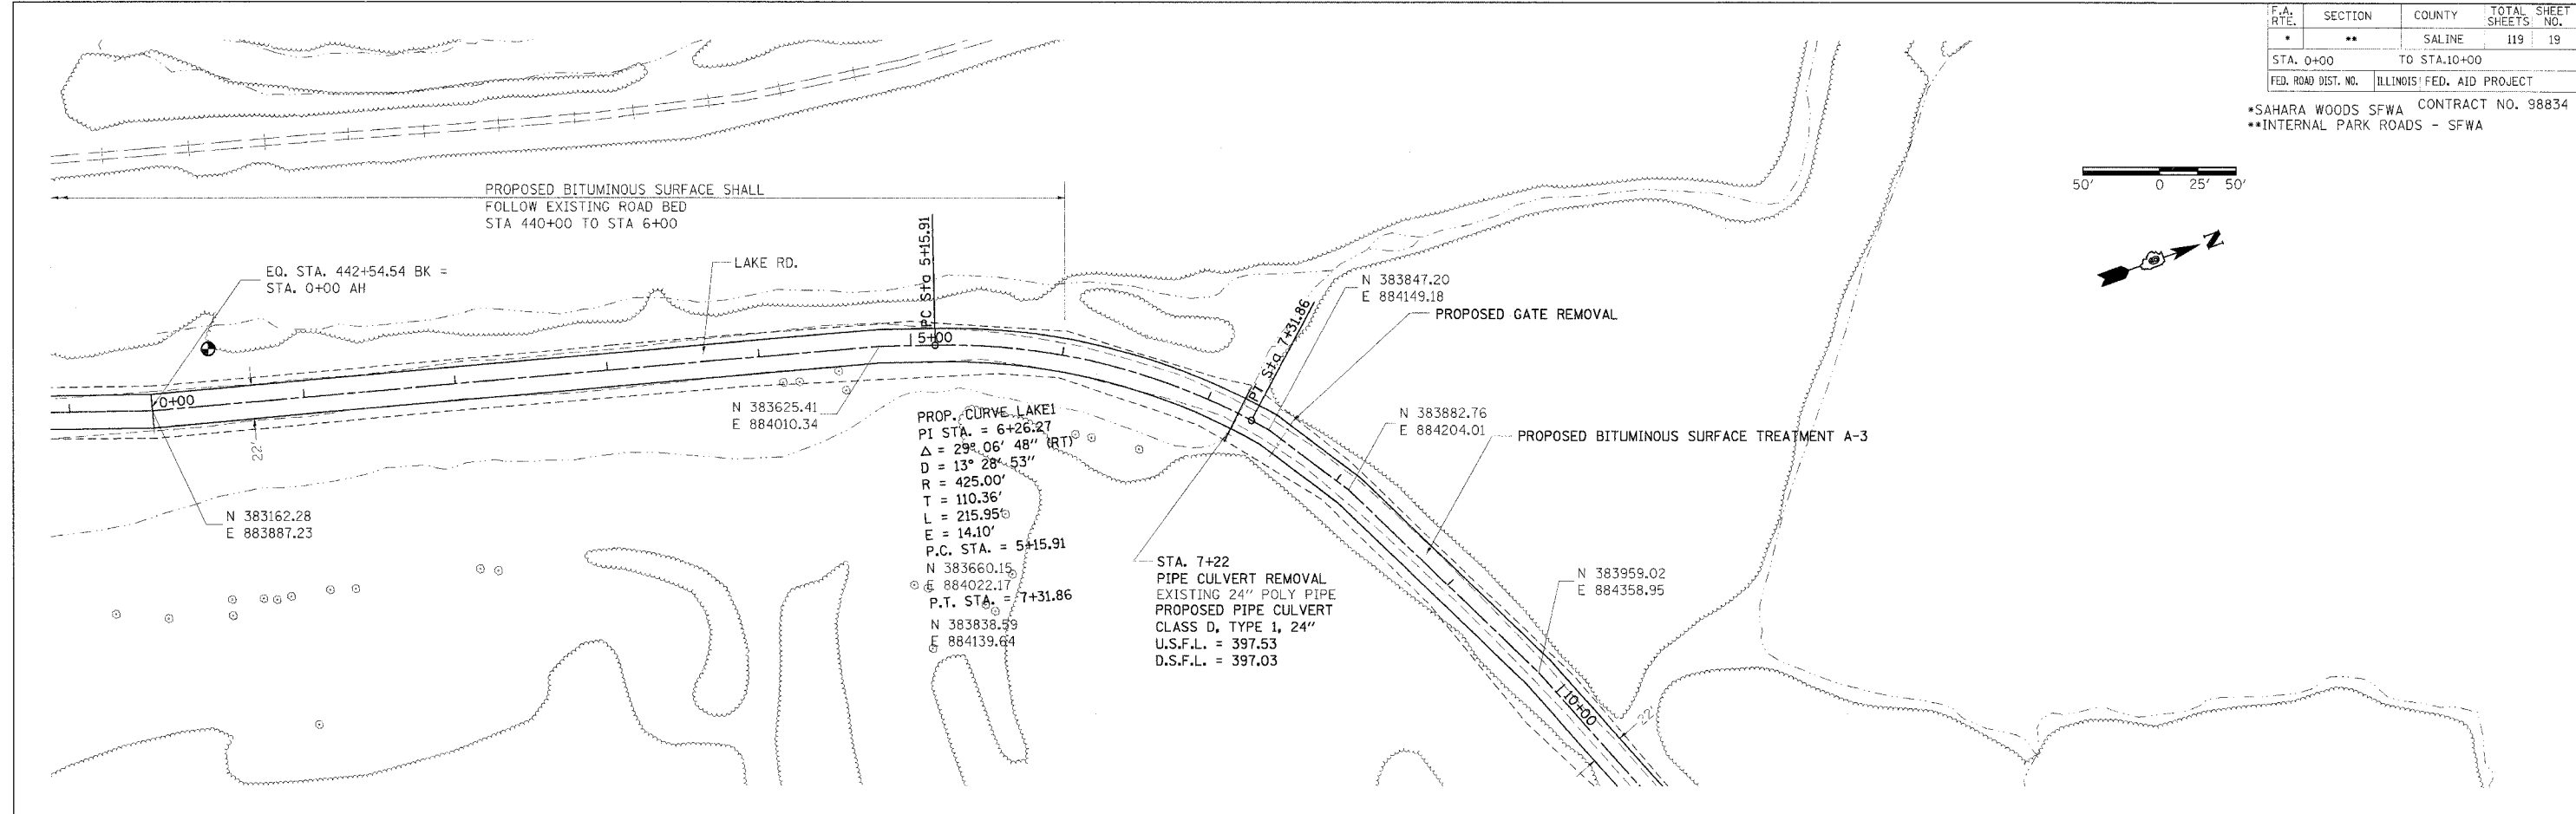 F.A. RTE. SECTION COUNTY TOTAL SHEETS SHEET NO.
* ** SALINE 119 19
STA. 0+00 TO STA.10+00
FED. ROAD DIST. NO. ILLINOIS FED. AID PROJECT
*SAHARA WOODS SFWA CONTRACT NO. 98834
**INTERNAL PARK ROADS - SFWA
50' 0 25' 50'
N
PROPOSED BITUMINOUS SURFACE SHALL
FOLLOW EXISTING ROAD BED
STA 440+00 TO STA 6+00
EQ. STA. 442+54.54 BK =
STA. 0+00 AH
LAKE RD.
PC Sta 5+15.91
5+00
0+00
22'
N 383162.28
E 883887.23
N 383625.41
E 884010.34
PROP. CURVE LAKE1
PI STA. = 6+26.27
Δ = 29° 06' 48" (RT)
D = 13° 28' 53"
R = 425.00'
T = 110.36'
L = 215.95'
E = 14.10'
P.C. STA. = 5+15.91
N 383660.15
E 884022.17
P.T. STA. = 7+31.86
N 383838.59
E 884139.64
PT Sta 7+31.86
N 383847.20
E 884149.18
PROPOSED GATE REMOVAL
N 383882.76
E 884204.01
PROPOSED BITUMINOUS SURFACE TREATMENT A-3
STA. 7+22
PIPE CULVERT REMOVAL
EXISTING 24" POLY PIPE
PROPOSED PIPE CULVERT
CLASS D, TYPE 1, 24"
U.S.F.L. = 397.53
D.S.F.L. = 397.03
N 383959.02
E 884358.95
10+00
22'